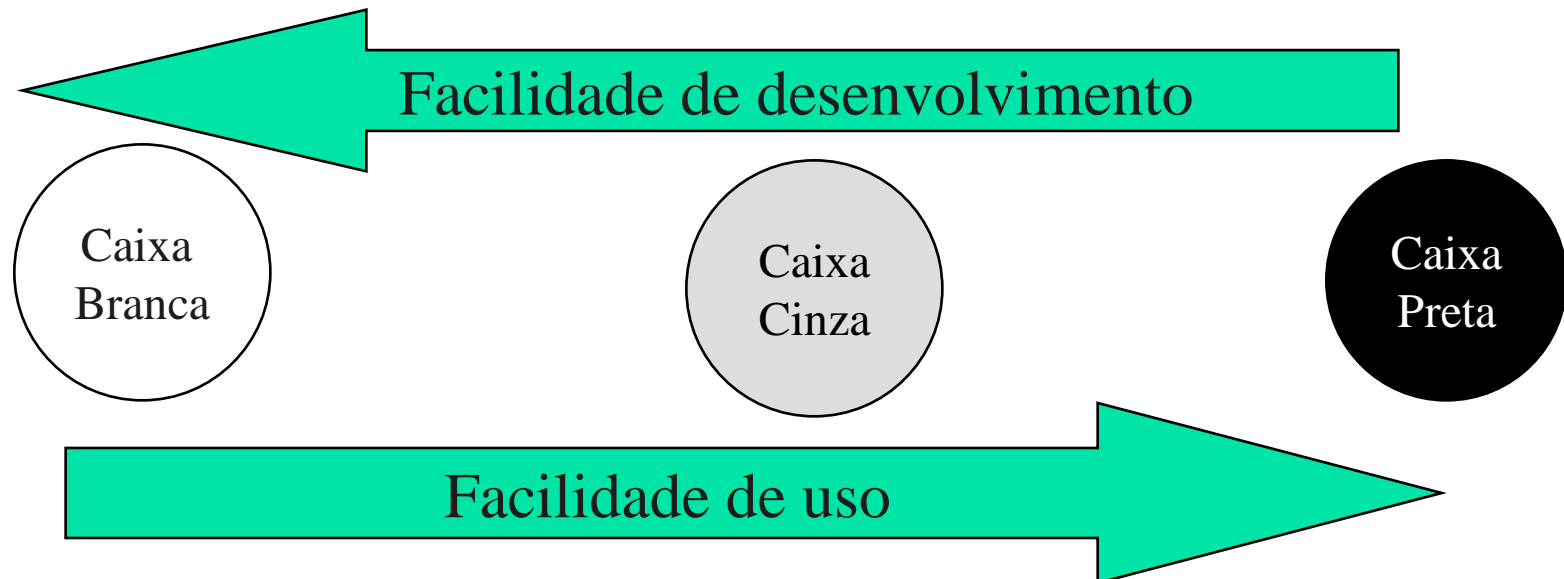 Facilidade de desenvolvimento
Caixa
Branca
Caixa
Cinza
Caixa
Preta
Facilidade de uso